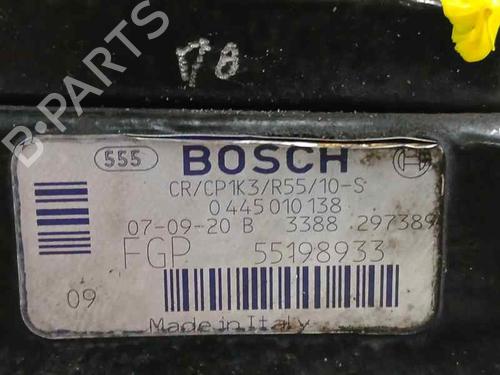 B-PARTS
555 BOSCH
CR/CP1K3/R55/10-S
0 445 010 138
07-09-20 B 3388 297389
FGP 55198933
09
Made in Italy